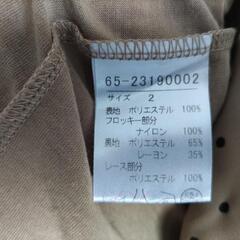 65-23190002
サイズ 2
表地 ポリエステル 100%
フロッキー部分
ナイロン 100%
裏地 ポリエステル 65%
レーヨン 35%
レース部分
ポリエステル 100%